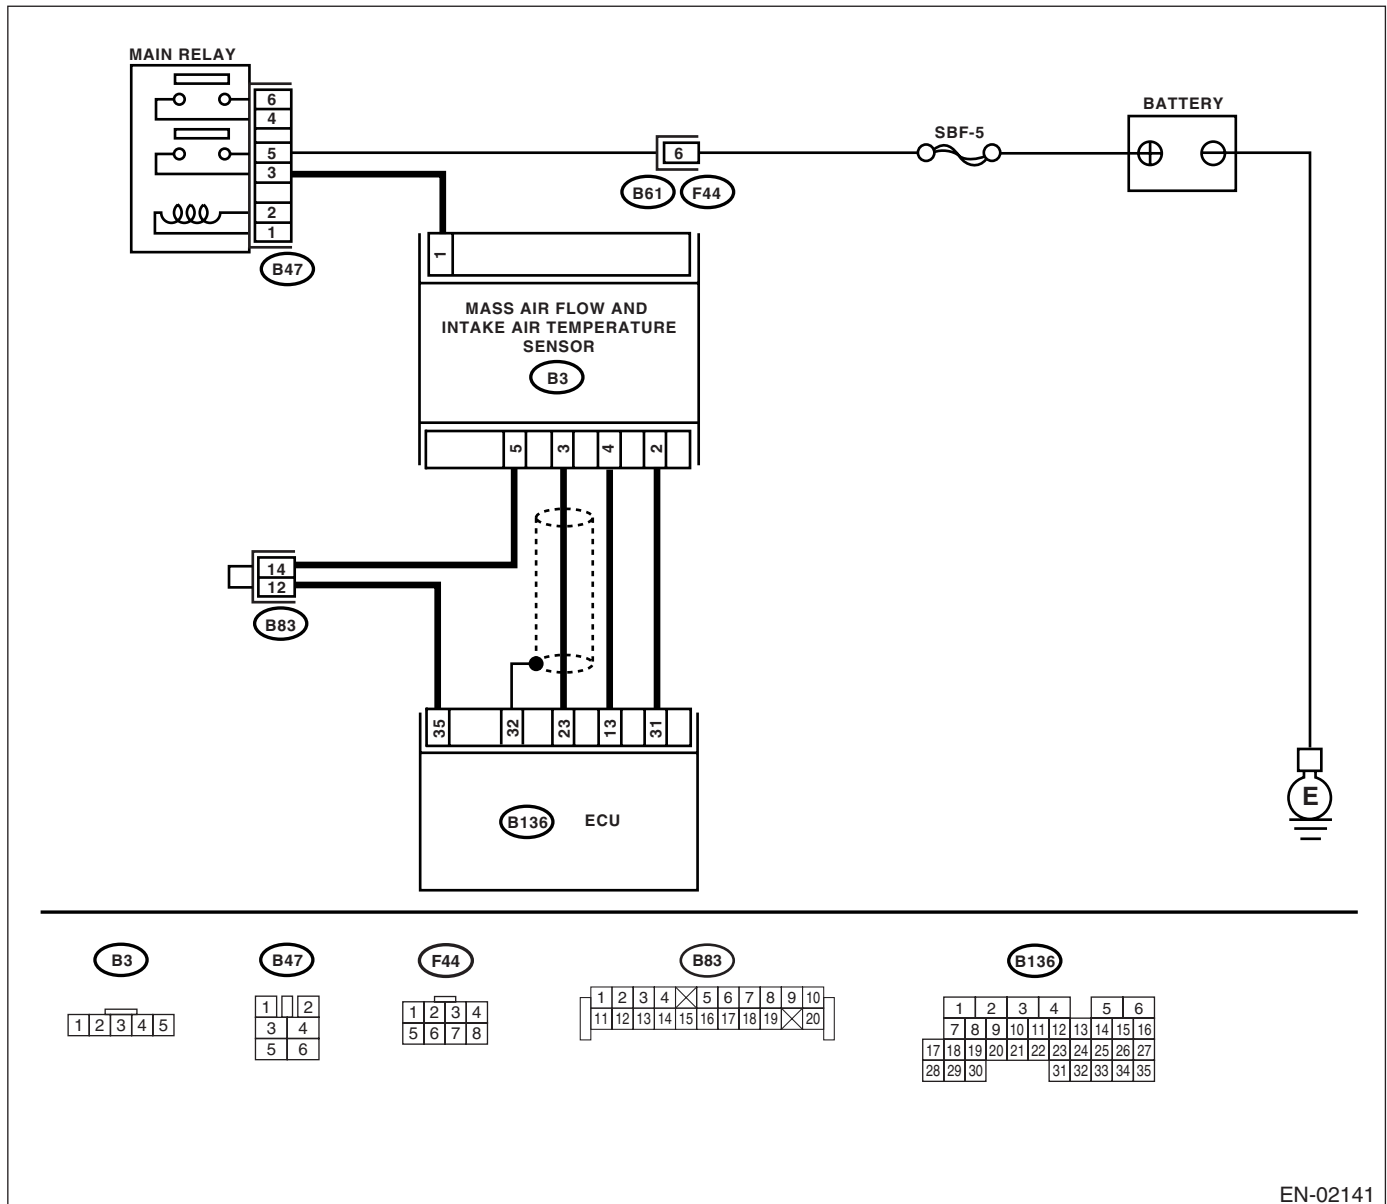 MAIN RELAY
6
4
5
3
2
1
B47
6
B61 F44
SBF-5
BATTERY
1
MASS AIR FLOW AND
INTAKE AIR TEMPERATURE
SENSOR
B3
5 3 4 2
14
12
B83
35 32 23 13 31
B136 ECU
E
B3
1 2 3 4 5
B47
1 2
3 4
5 6
F44
1 2 3 4
5 6 7 8
B83
1 2 3 4 5 6 7 8 9 10
11 12 13 14 15 16 17 18 19 20
B136
1 2 3 4 5 6
7 8 9 10 11 12 13 14 15 16
17 18 19 20 21 22 23 24 25 26 27
28 29 30 31 32 33 34 35
EN-02141